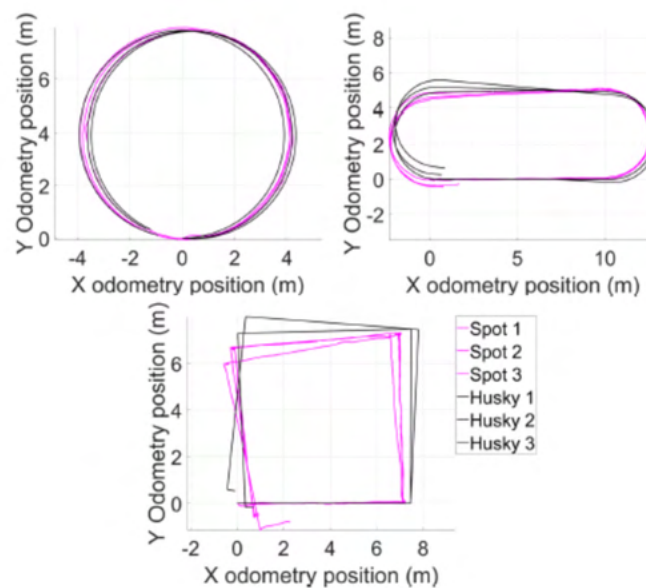 Y Odometry position (m)
6
4
2
0
-4
-2
0
2
4
X odometry position (m)
Y Odometry position (m)
8
6
4
2
0
-2
0
5
10
X odometry position (m)
Y Odometry position (m)
6
4
2
0
-2
0
2
4
6
8
X odometry position (m)
Spot 1
Spot 2
Spot 3
Husky 1
Husky 2
Husky 3